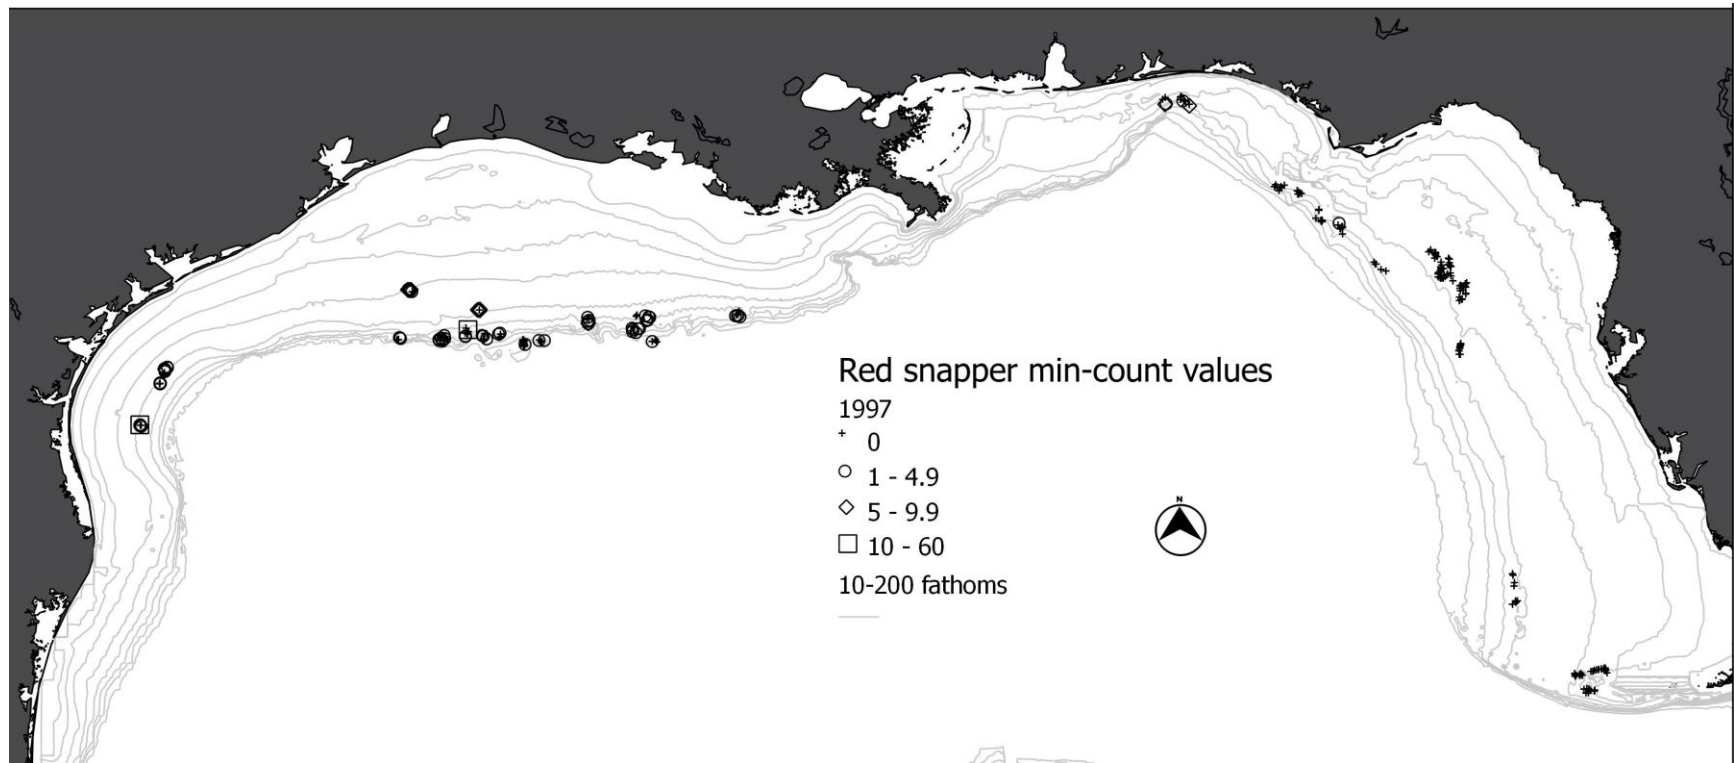 Red snapper min-count values
1997
+ 0
1 - 4.9
5 - 9.9
10 - 60
10-200 fathoms
N